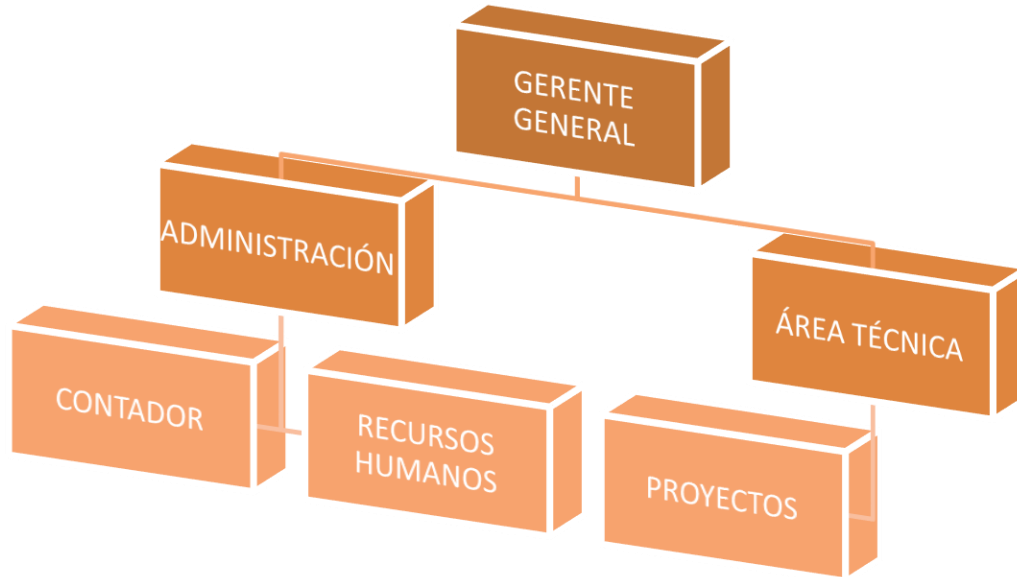 GERENTE
GENERAL
ADMINISTRACIÓN
ÁREA TÉCNICA
CONTADOR
RECURSOS
HUMANOS
PROYECTOS